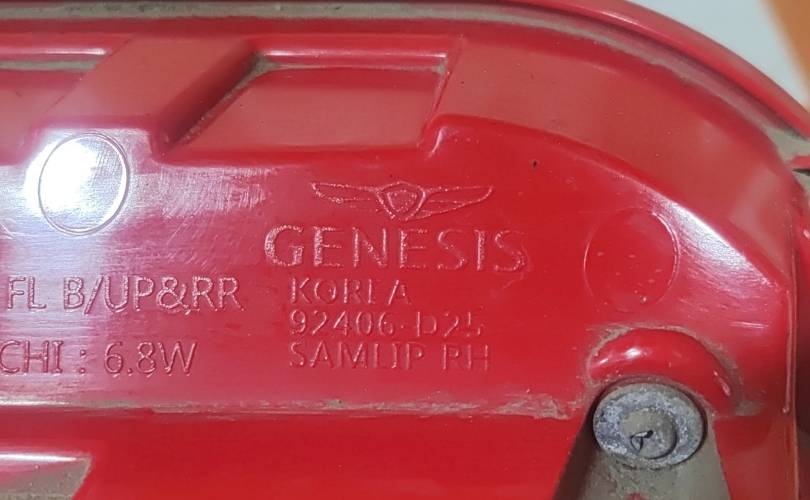 GENESIS
FL B/UP&RR
KOREA
92406-D25
CHI : 6.8W
SAMLIP RH